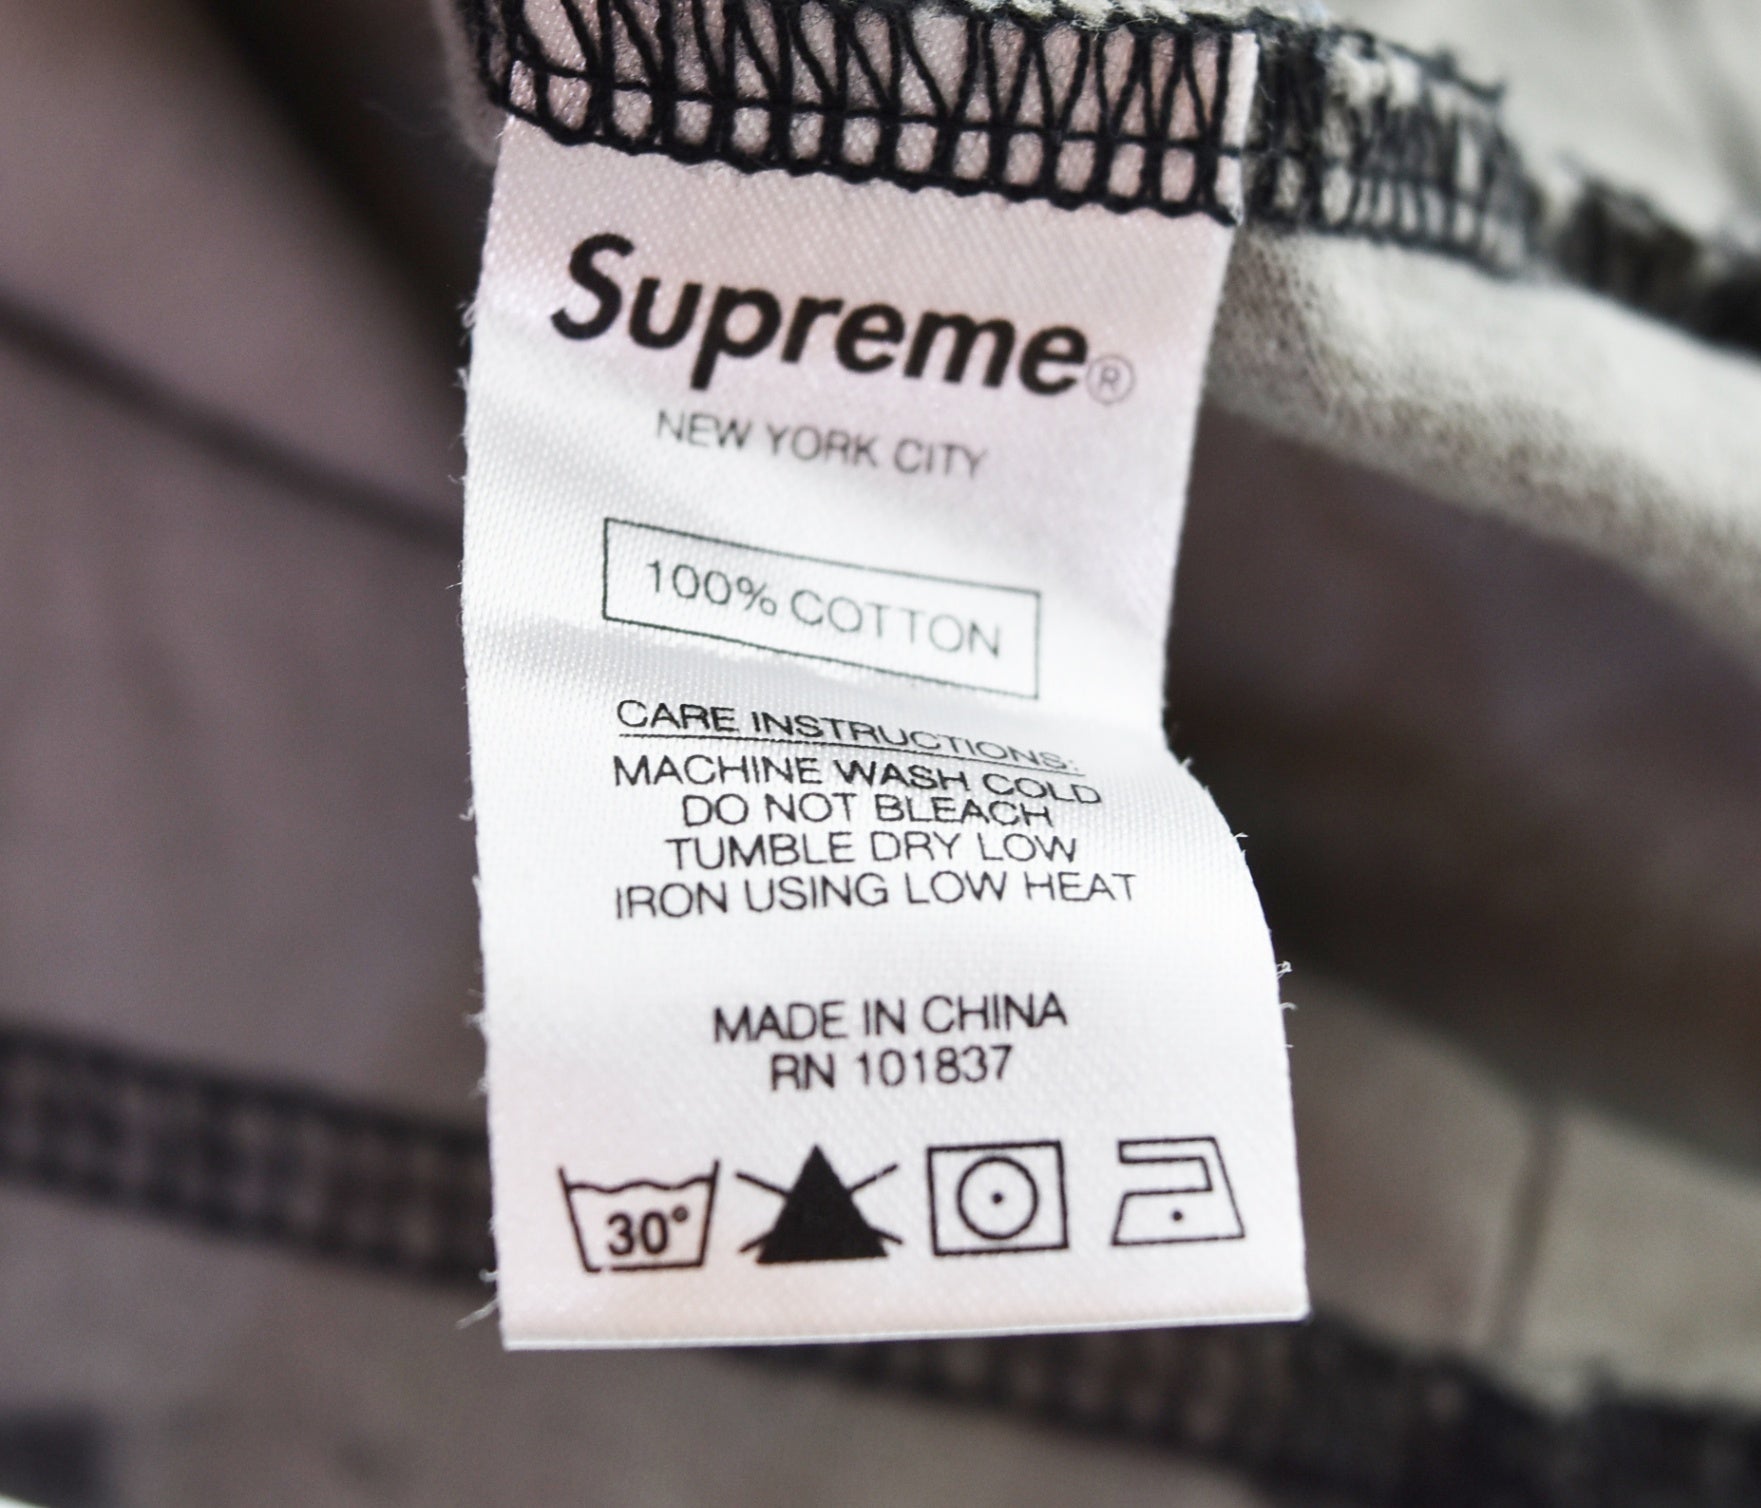 Supreme®
NEW YORK CITY
100% COTTON
CARE INSTRUCTIONS:
MACHINE WASH COLD
DO NOT BLEACH
TUMBLE DRY LOW
IRON USING LOW HEAT
MADE IN CHINA
RN 101837
30°